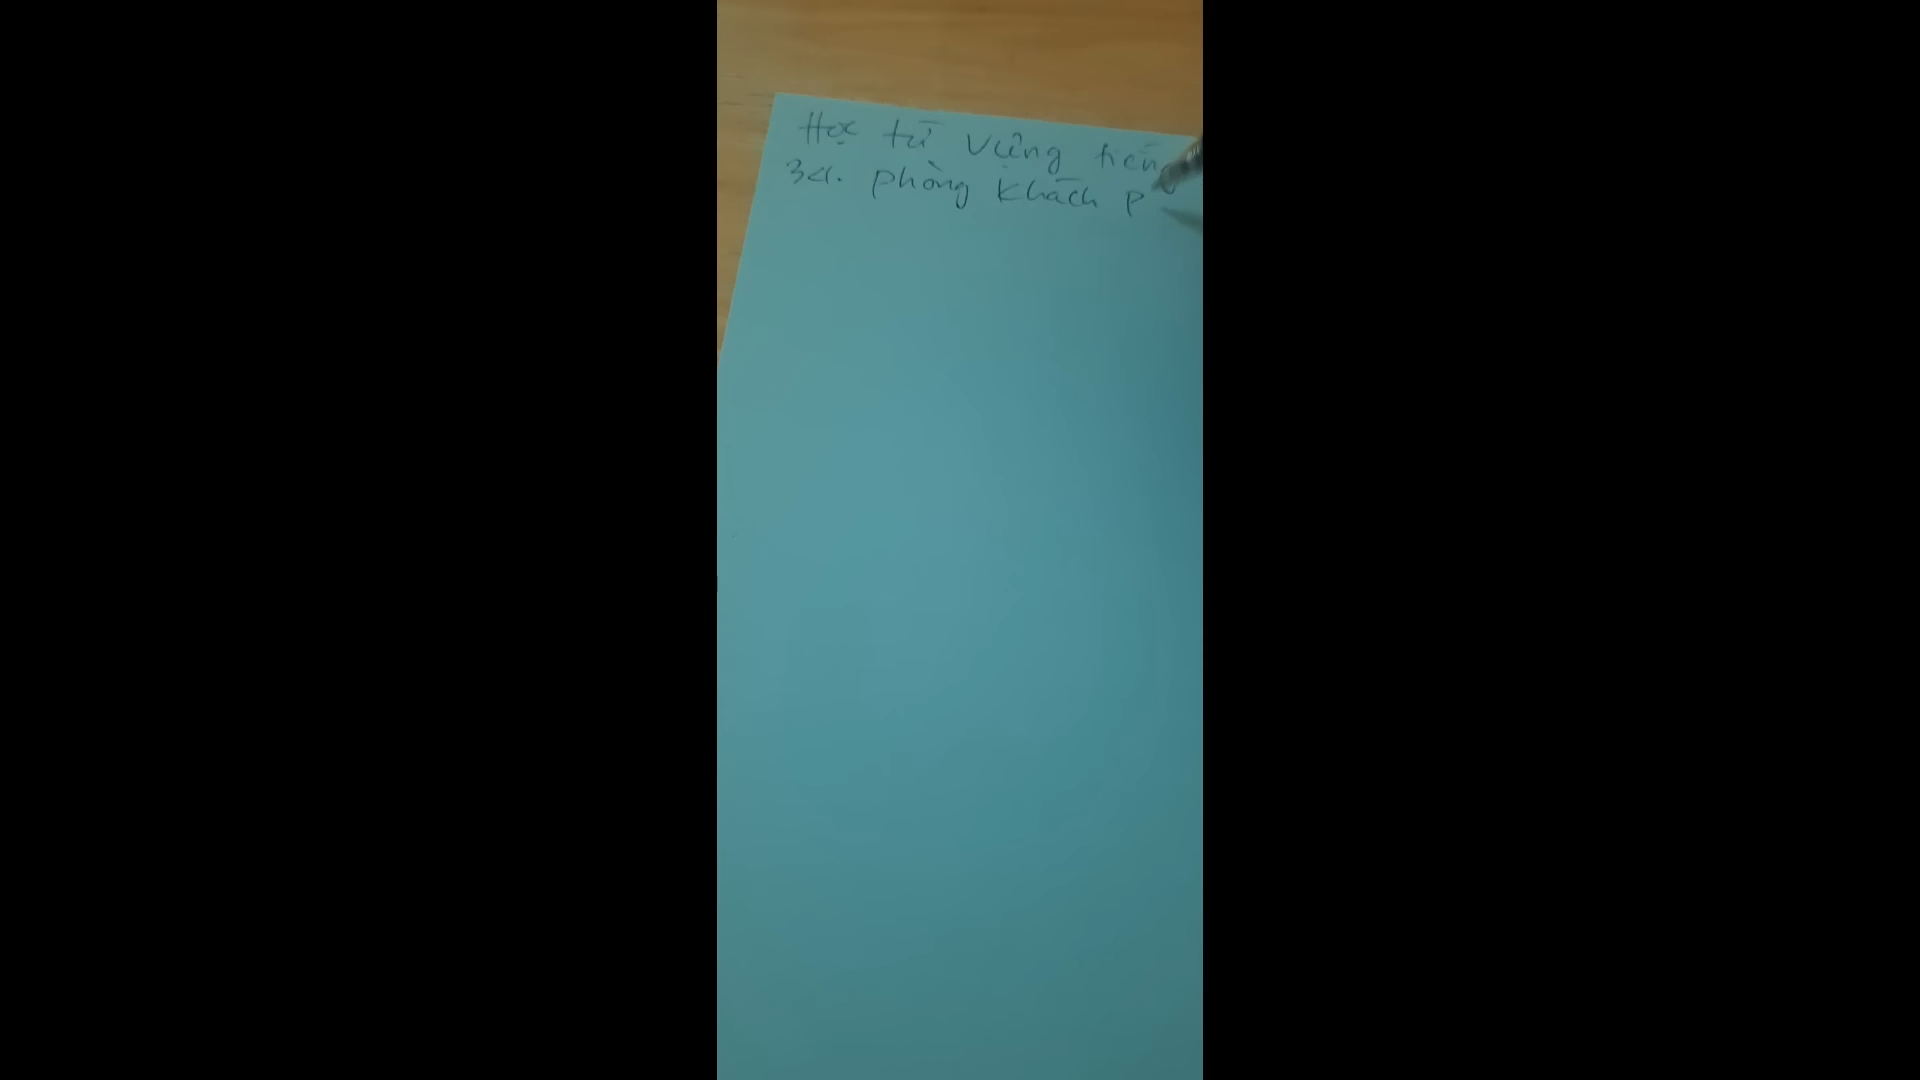 Học từ vựng tiếng
34. phòng khách p